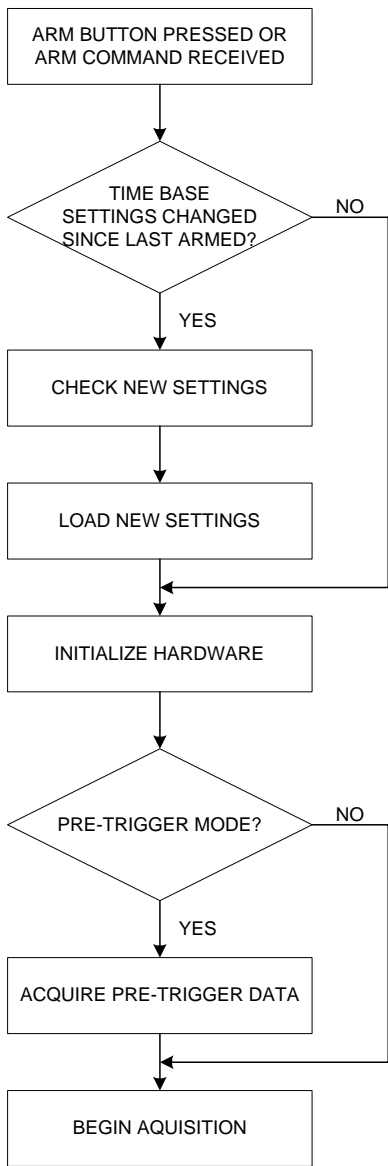 ARM BUTTON PRESSED OR
ARM COMMAND RECEIVED
TIME BASE
SETTINGS CHANGED
SINCE LAST ARMED?
NO
YES
CHECK NEW SETTINGS
LOAD NEW SETTINGS
INITIALIZE HARDWARE
PRE-TRIGGER MODE?
NO
YES
ACQUIRE PRE-TRIGGER DATA
BEGIN AQUISITION